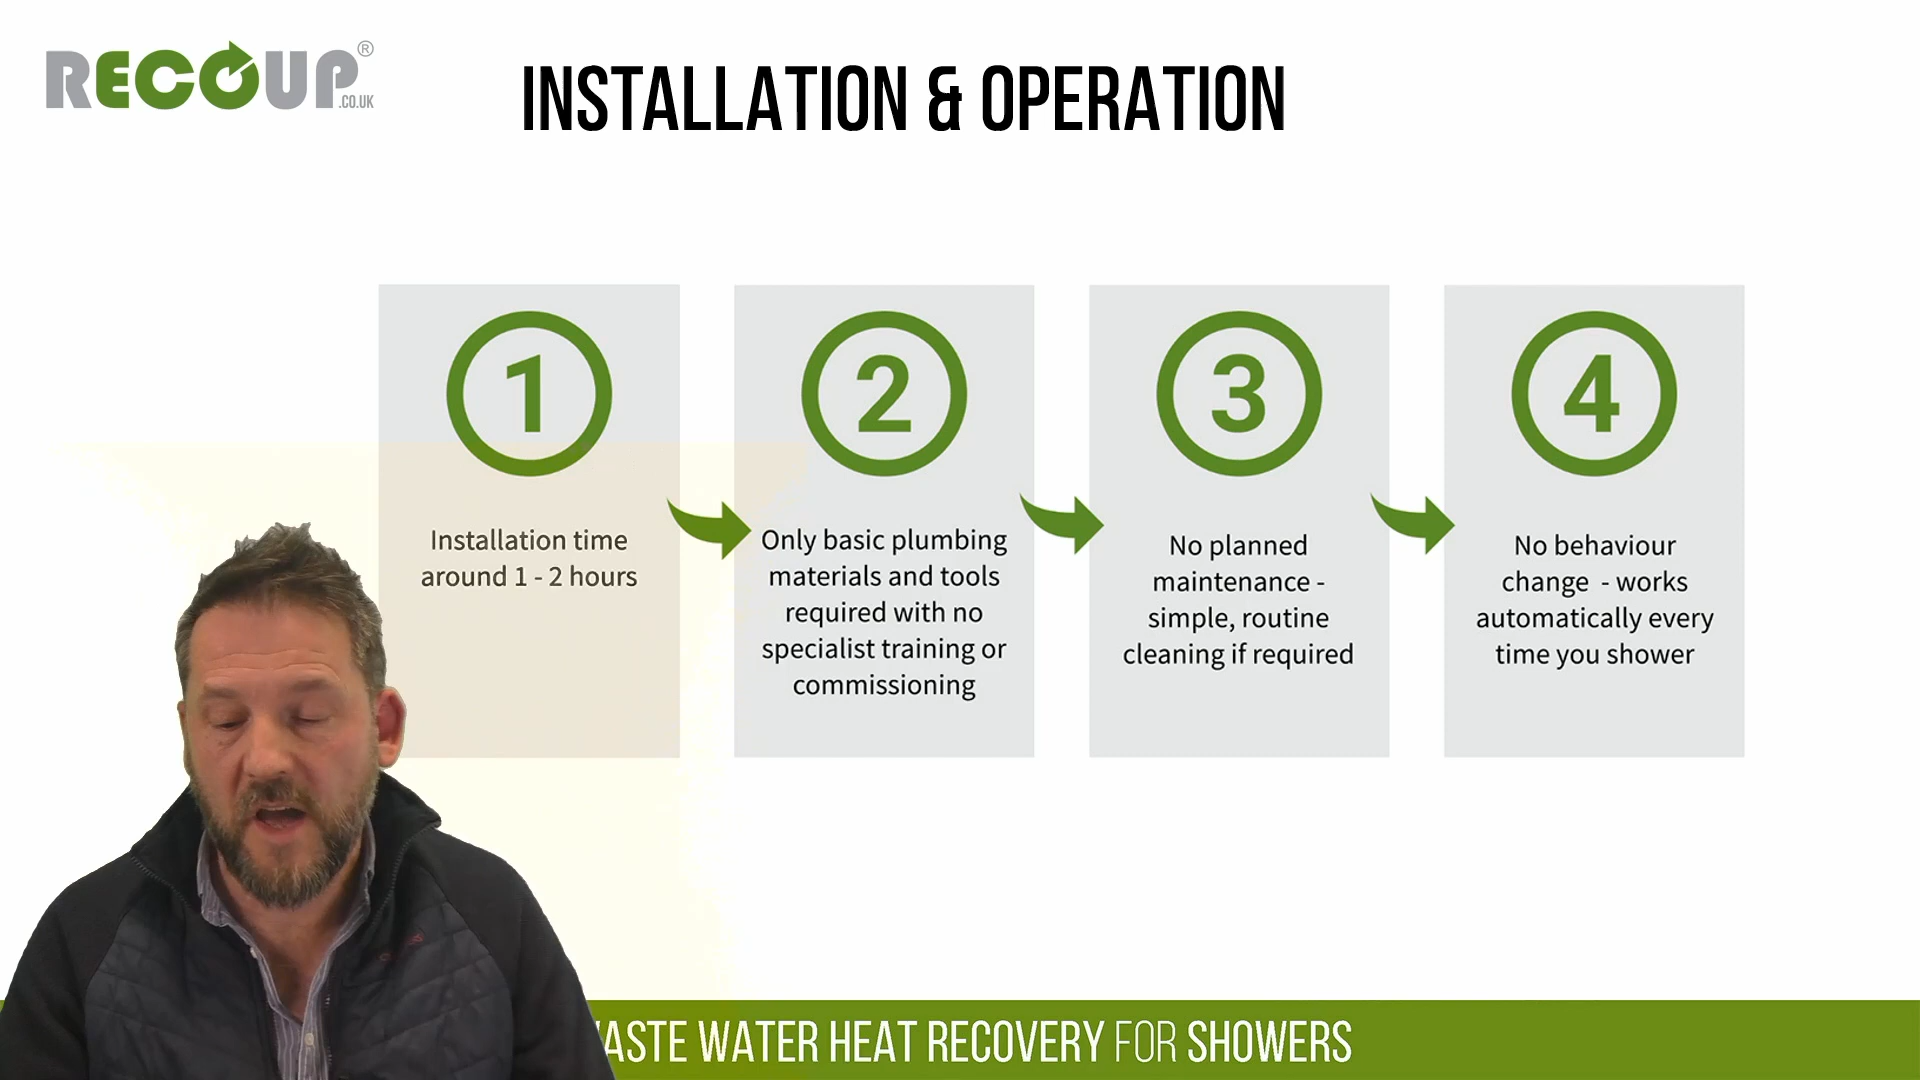 RECOUP®
.CO.UK
INSTALLATION & OPERATION
1
Installation time
around 1 - 2 hours
2
Only basic plumbing
materials and tools
required with no
specialist training or
commissioning
3
No planned
maintenance -
simple, routine
cleaning if required
4
No behaviour
change - works
automatically every
time you shower
WATER HEAT RECOVERY FOR SHOWERS